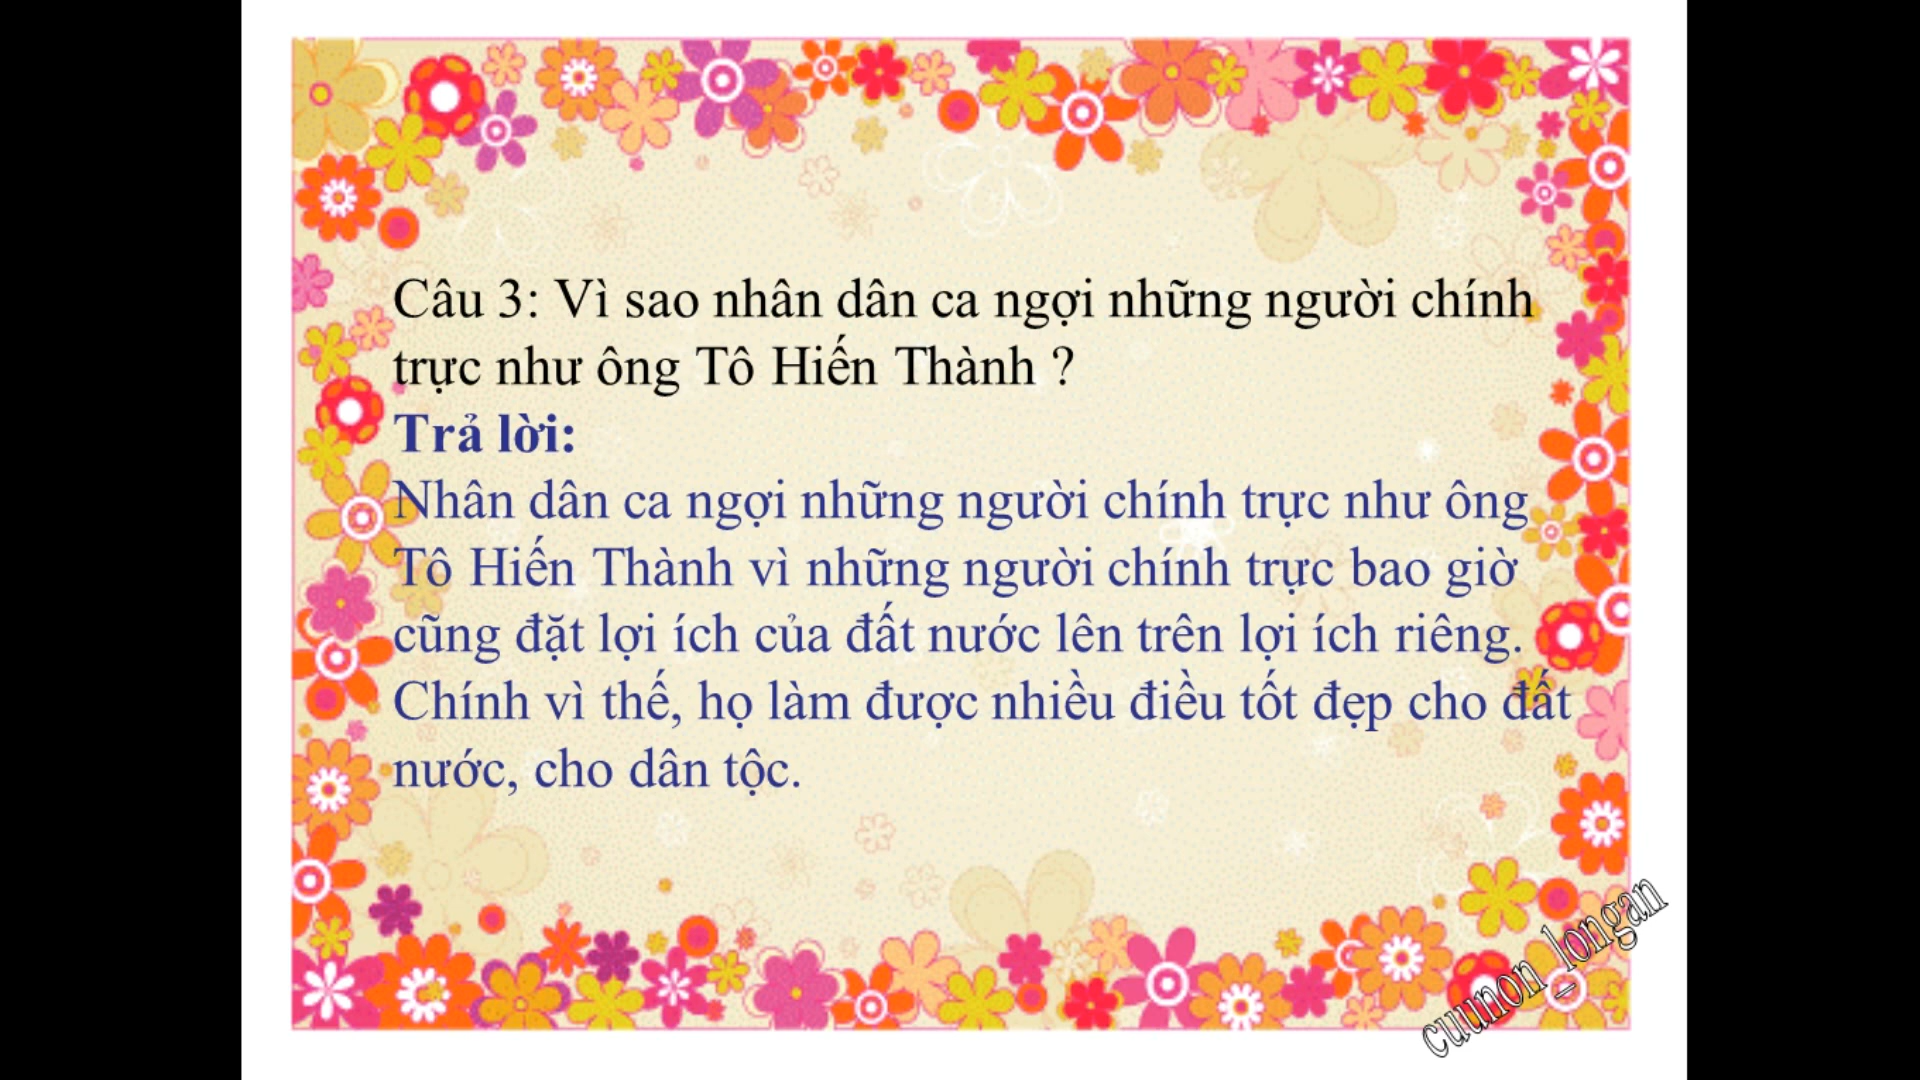 Câu 3: Vì sao nhân dân ca ngợi những người chính
trực như ông Tô Hiến Thành ?
Trả lời:
Nhân dân ca ngợi những người chính trực như ông
Tô Hiến Thành vì những người chính trực bao giờ
cũng đặt lợi ích của đất nước lên trên lợi ích riêng.
Chính vì thế, họ làm được nhiều điều tốt đẹp cho đất
nước, cho dân tộc.
cuunon_longan